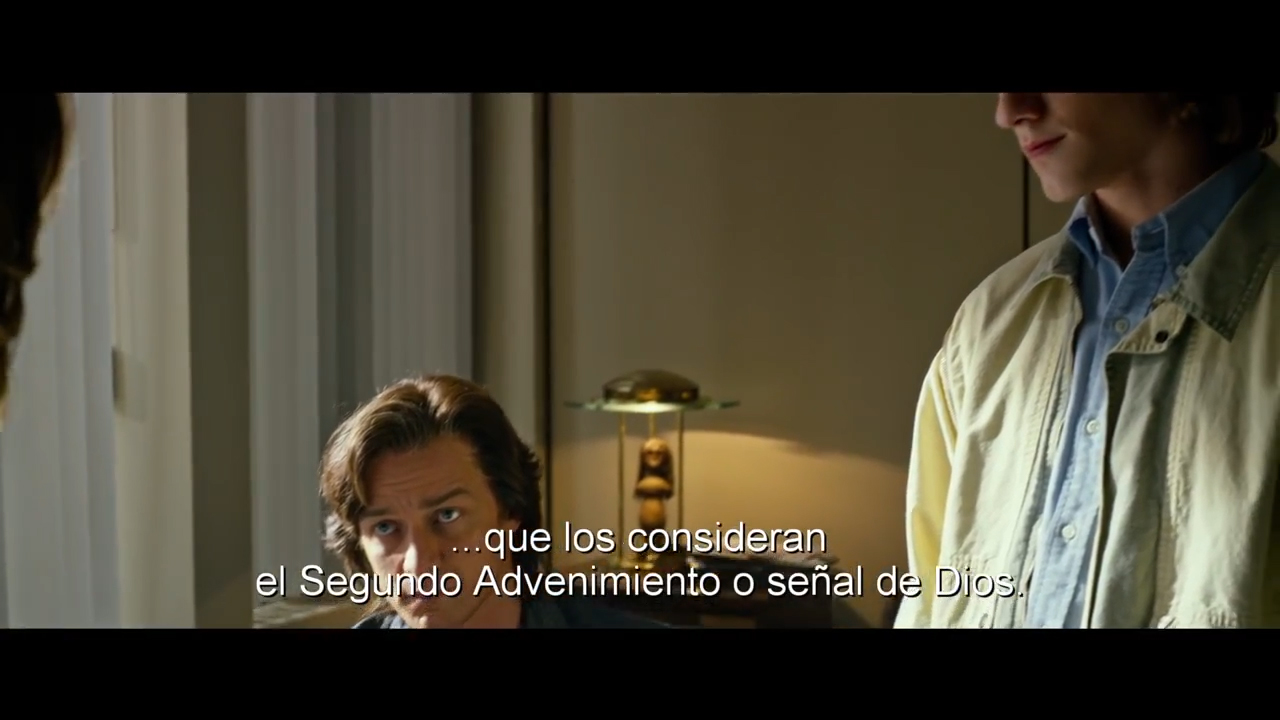 ...que los consideran
el Segundo Advenimiento o señal de Dios.